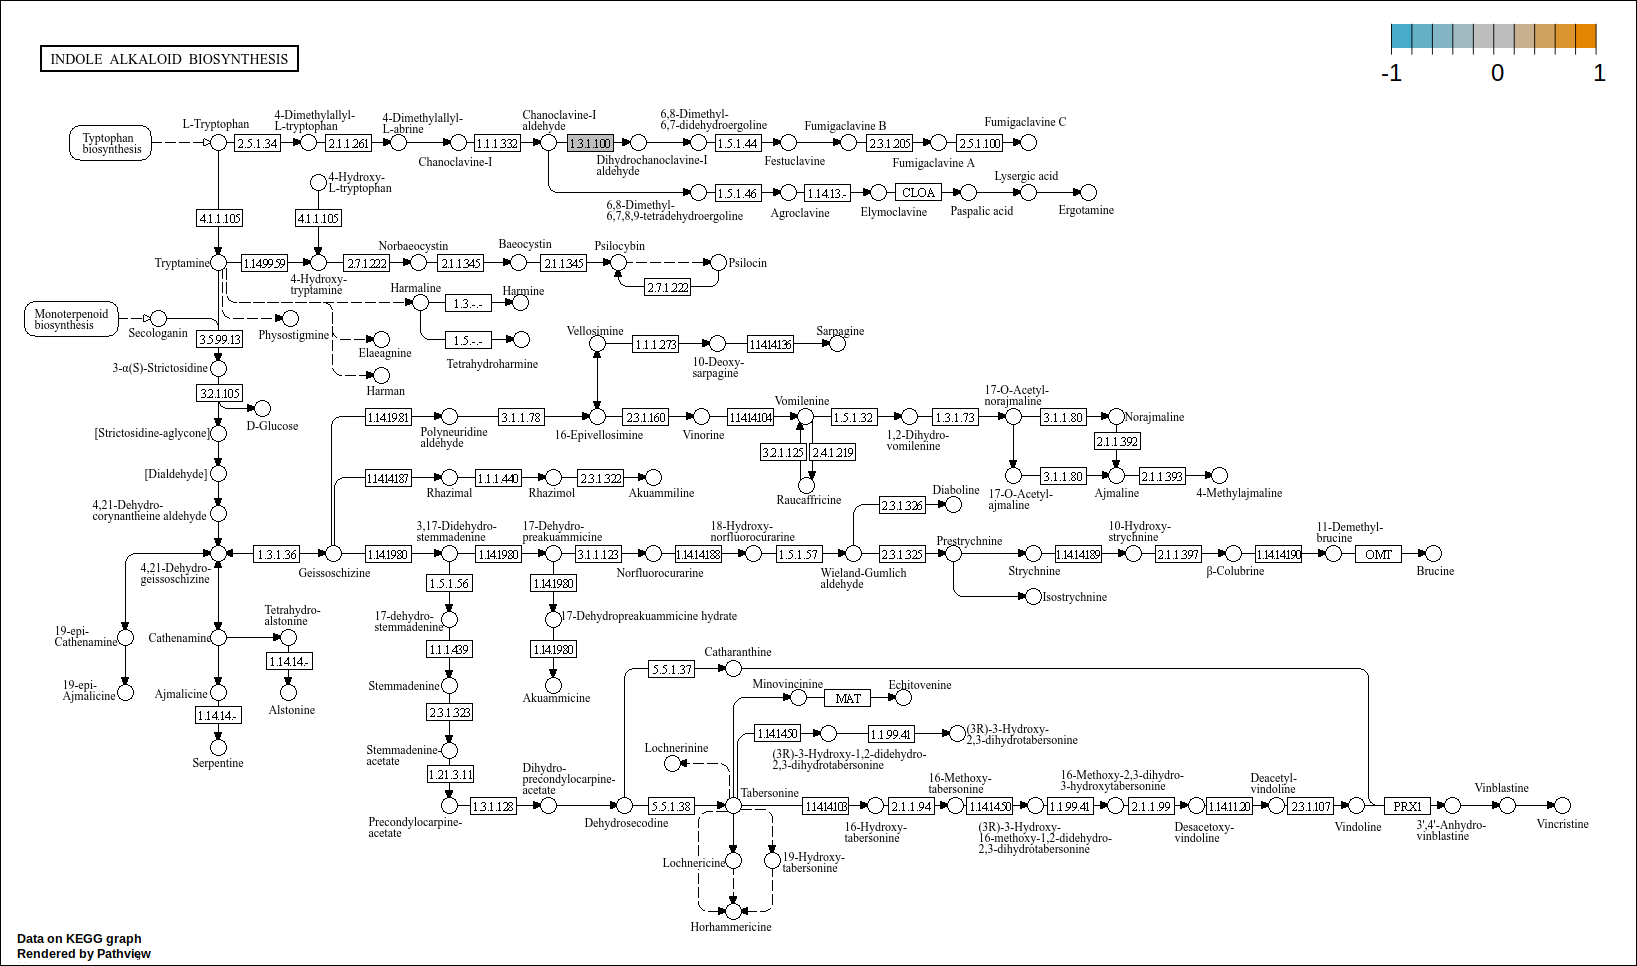 INDOLE ALKALOID BIOSYNTHESIS
-1 0 1
Typtophan
biosynthesis
L-Tryptophan
2.5.1.34
4-Dimethylallyl-
L-tryptophan
2.1.1.261
4-Dimethylallyl-
L-abrine
Chanoclavine-I
1.1.1.332
Chanoclavine-I
aldehyde
1.3.1.100
Dihydrochanoclavine-I
aldehyde
6,8-Dimethyl-
6,7-didehydroergoline
1.5.1.44
Festuclavine
Fumigaclavine B
2.3.1.205
Fumigaclavine A
2.5.1.100
Fumigaclavine C
4-Hydroxy-
L-tryptophan
6,8-Dimethyl-
6,7,8,9-tetradehydroergoline
1.5.1.46
Agroclavine
1.14.13.-
Elymoclavine
CLOA
Paspalic acid
Lysergic acid
Ergotamine
4.1.1.105
4.1.1.105
Tryptamine
1.14.99.59
4-Hydroxy-
tryptamine
2.7.1.222
Norbaeocystin
2.1.1.345
Baeocystin
2.1.1.345
Psilocybin
Psilocin
2.7.1.222
Harmaline
1.3.-.-
Harmine
1.5.-.-
Tetrahydroharmine
Monoterpenoid
biosynthesis
Secologanin
Physostigmine
Elaeagnine
Harman
3.5.99.13
3-α(S)-Strictosidine
3.2.1.105
D-Glucose
[Strictosidine-aglycone]
[Dialdehyde]
4,21-Dehydro-
corynantheine aldehyde
Vellosimine
1.1.1.273
10-Deoxy-
sarpagine
1.14.14.136
Sarpagine
1.14.19.81
Polyneuridine
aldehyde
3.1.1.78
16-Epivellosimine
2.3.1.160
Vinorine
1.14.14.104
Vomilenine
1.5.1.32
1,2-Dihydro-
vomilenine
1.3.1.73
17-O-Acetyl-
norajmaline
3.1.1.80
Norajmaline
2.1.1.392
3.2.1.125
2.4.1.219
Raucaffricine
17-O-Acetyl-
ajmaline
3.1.1.80
Ajmaline
2.1.1.393
4-Methylajmaline
1.14.14.187
Rhazimal
1.1.1.440
Rhazimol
2.3.1.322
Akuammiline
2.3.1.326
Diaboline
4,21-Dehydro-
geissoschizine
1.3.1.36
Geissoschizine
1.14.19.80
3,17-Didehydro-
stemmadenine
1.14.19.80
17-Dehydro-
preakuammicine
3.1.1.123
Norfluorocurarine
1.14.14.188
18-Hydroxy-
norfluorocurarine
1.5.1.57
Wieland-Gumlich
aldehyde
2.3.1.325
Prestrychnine
Strychnine
1.14.14.189
10-Hydroxy-
strychnine
2.1.1.397
β-Colubrine
1.14.14.190
11-Demethyl-
brucine
OMT
Brucine
Isostrychnine
19-epi-
Cathenamine
Cathenamine
Tetrahydro-
alstonine
1.14.14.-
Alstonine
19-epi-
Ajmalicine
Ajmalicine
1.14.14.-
Serpentine
1.5.1.56
17-dehydro-
stemmadenine
1.1.1.439
Stemmadenine
2.3.1.323
Stemmadenine-
acetate
1.21.3.11
1.14.19.80
17-Dehydropreakuammicine hydrate
1.14.19.80
Akuammicine
Precondylocarpine-
acetate
1.3.1.128
Dihydro-
precondylocarpine-
acetate
Dehydrosecodine
5.5.1.37
Catharanthine
5.5.1.38
Minovincinine
MAT
Echitovenine
1.14.14.50
(3R)-3-Hydroxy-1,2-didehydro-
2,3-dihydrotabersonine
1.1.99.41
(3R)-3-Hydroxy-
2,3-dihydrotabersonine
Lochnerinine
Tabersonine
1.14.14.103
16-Hydroxy-
tabersonine
2.1.1.94
16-Methoxy-
tabersonine
1.14.14.50
(3R)-3-Hydroxy-
16-methoxy-1,2-didehydro-
2,3-dihydrotabersonine
1.1.99.41
16-Methoxy-2,3-dihydro-
3-hydroxytabersonine
2.1.1.99
Desacetoxy-
vindoline
1.14.11.20
Deacetyl-
vindoline
2.3.1.107
Vindoline
PRX1
3',4'-Anhydro-
vinblastine
Vinblastine
Vincristine
Lochnericine
19-Hydroxy-
tabersonine
Horhammericine
Data on KEGG graph
Rendered by Pathview